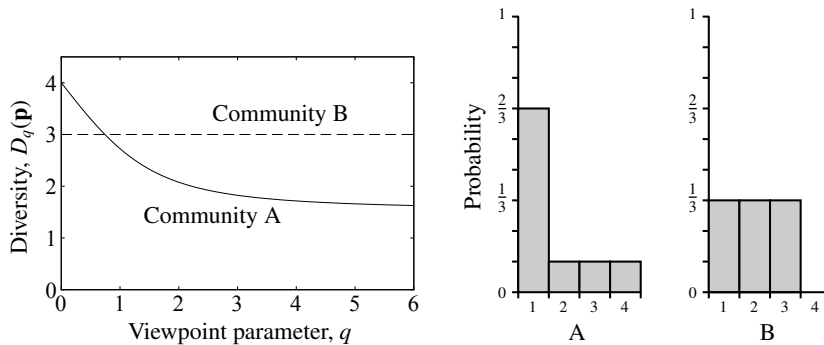 Diversity, D_q(p)
4
3
2
1
0
Community B
Community A
0 1 2 3 4 5 6
Viewpoint parameter, q
Probability
1
2/3
1/3
0
1 2 3 4
A
1
2/3
1/3
0
1 2 3 4
B